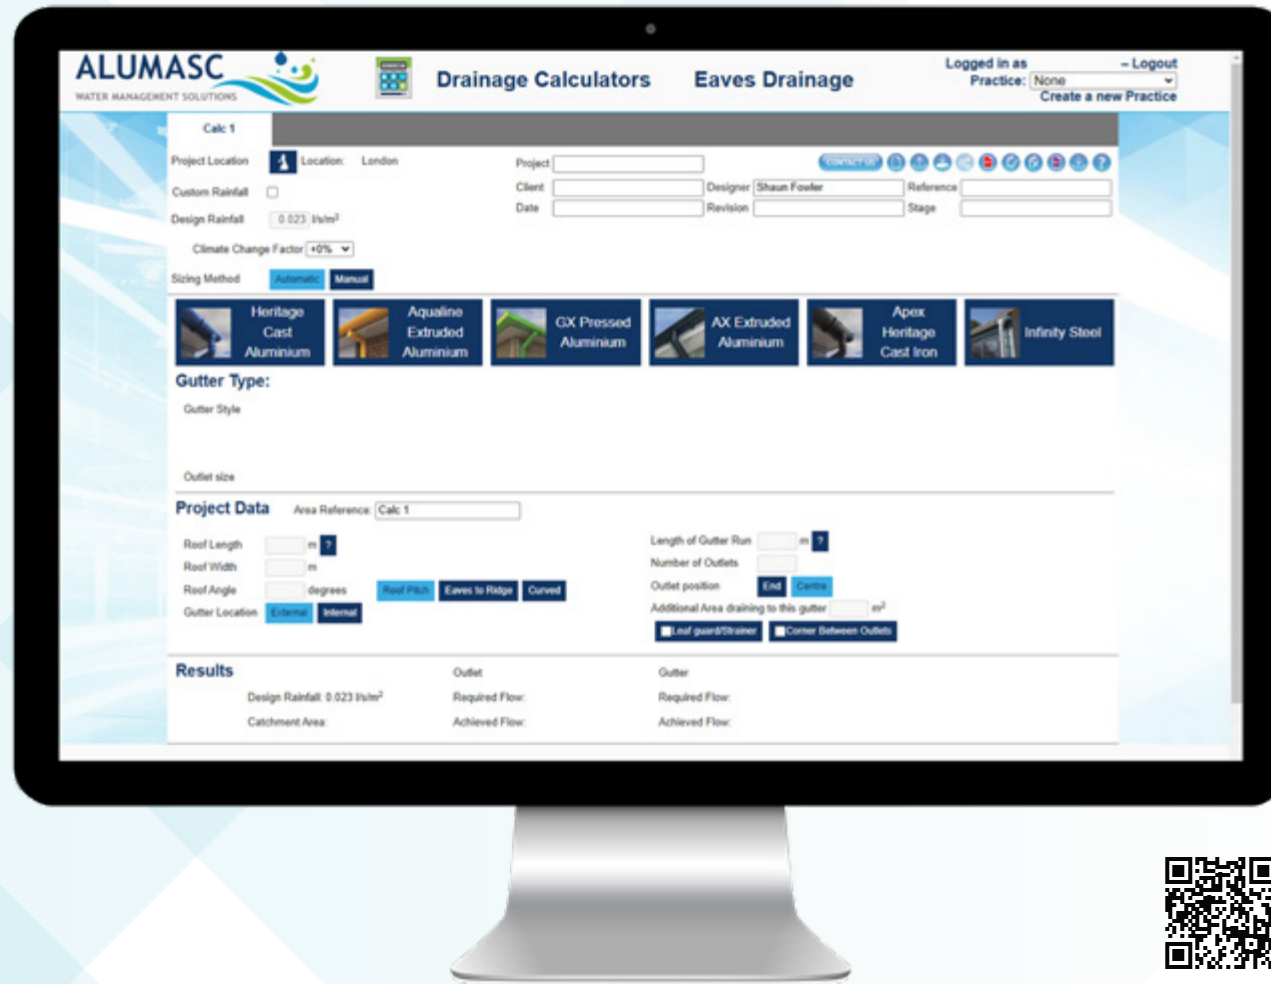 ALUMASC
WATER MANAGEMENT SOLUTIONS
Drainage Calculators
Eaves Drainage
Logged in as – Logout
Practice: None
Create a new Practice
Calc 1
Project Location Location: London
Custom Rainfall
Design Rainfall 0.023 l/s/m²
Climate Change Factor +0%
Sizing Method Automatic Manual
Project
CONTACT US
Client
Designer Shaun Fowler
Reference
Date
Revision
Stage
Heritage Cast Aluminium
Aqualine Extruded Aluminium
GX Pressed Aluminium
AX Extruded Aluminium
Apex Heritage Cast Iron
Infinity Steel
Gutter Type:
Gutter Style
Outlet size
Project Data Area Reference: Calc 1
Roof Length m ?
Roof Width m
Roof Angle degrees Roof Pitch Eaves to Ridge Curved
Gutter Location External Internal
Length of Gutter Run m ?
Number of Outlets
Outlet position End Centre
Additional Area draining to this gutter m²
Leaf guard/Strainer Corner Between Outlets
Results
Outlet
Gutter
Design Rainfall: 0.023 l/s/m²
Required Flow:
Required Flow:
Catchment Area:
Achieved Flow:
Achieved Flow: